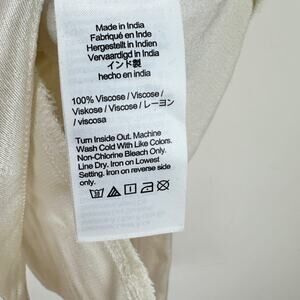 Made in India
Fabriqué en Inde
Hergestellt in Indien
Vervaardigd in India
インド製
hecho en india
100% Viscose / Viscose /
Viskose / Viscose / レーヨン
/ viscosa
Turn Inside Out. Machine
Wash Cold With Like Colors.
Non-Chlorine Bleach Only.
Line Dry. Iron on Lowest
Setting. Iron on reverse side